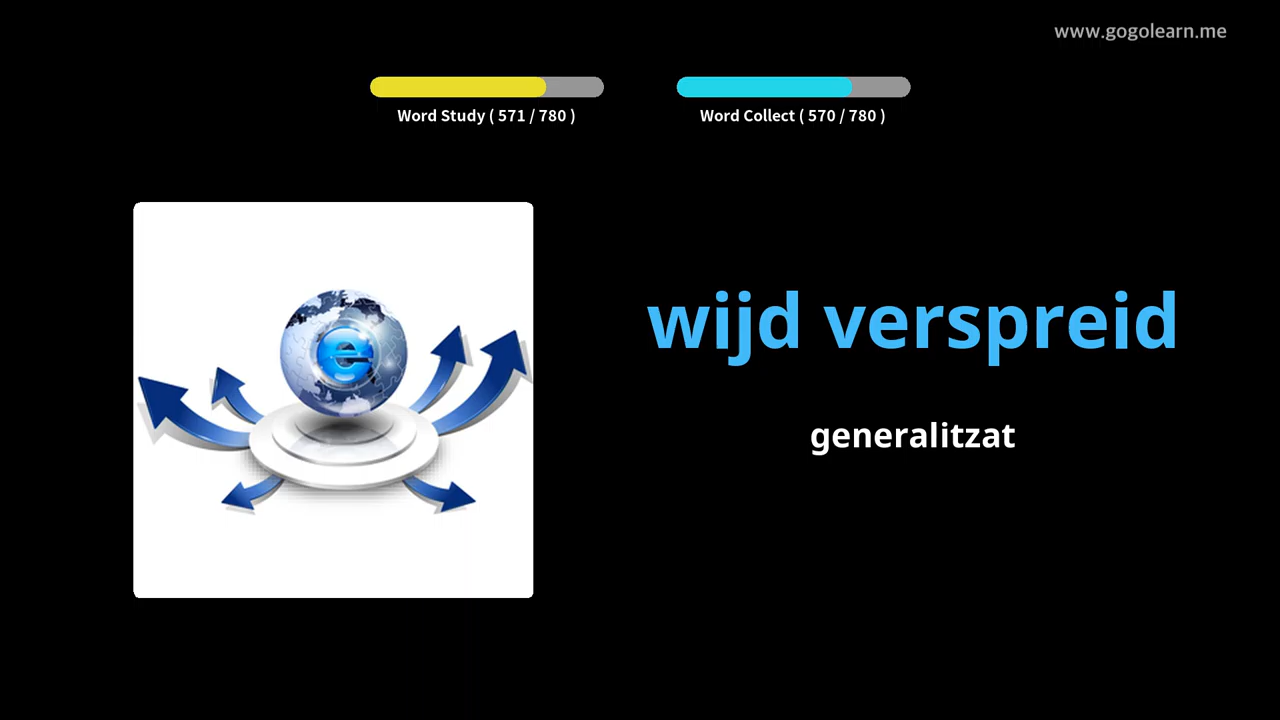 www.gogolearn.me
Word Study ( 571 / 780 )
Word Collect ( 570 / 780 )
e
wijd verspreid
generalitzat